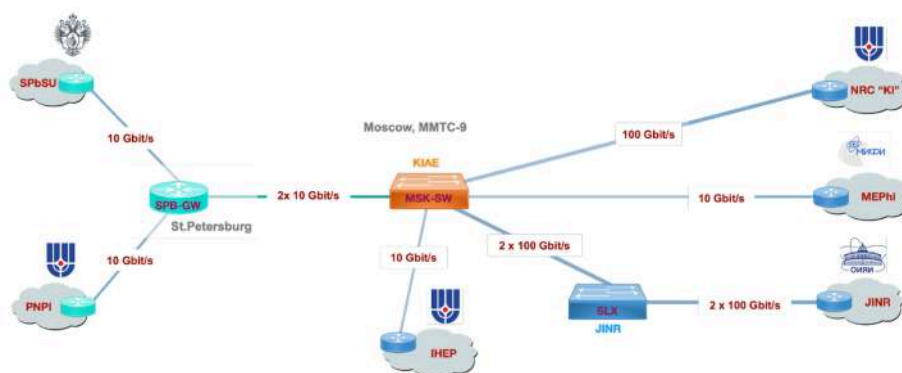 SPbSU
NRC "KI"
Moscow, MMTC-9
10 Gbit/s
100 Gbit/s
KIAE
МИФИ
SPB-GW
2x 10 Gbit/s
MSK-SW
10 Gbit/s
MEPhI
St.Petersburg
2 x 100 Gbit/s
10 Gbit/s
10 Gbit/s
ОИЯИ
PNPI
SLX
2 x 100 Gbit/s
JINR
JINR
IHEP